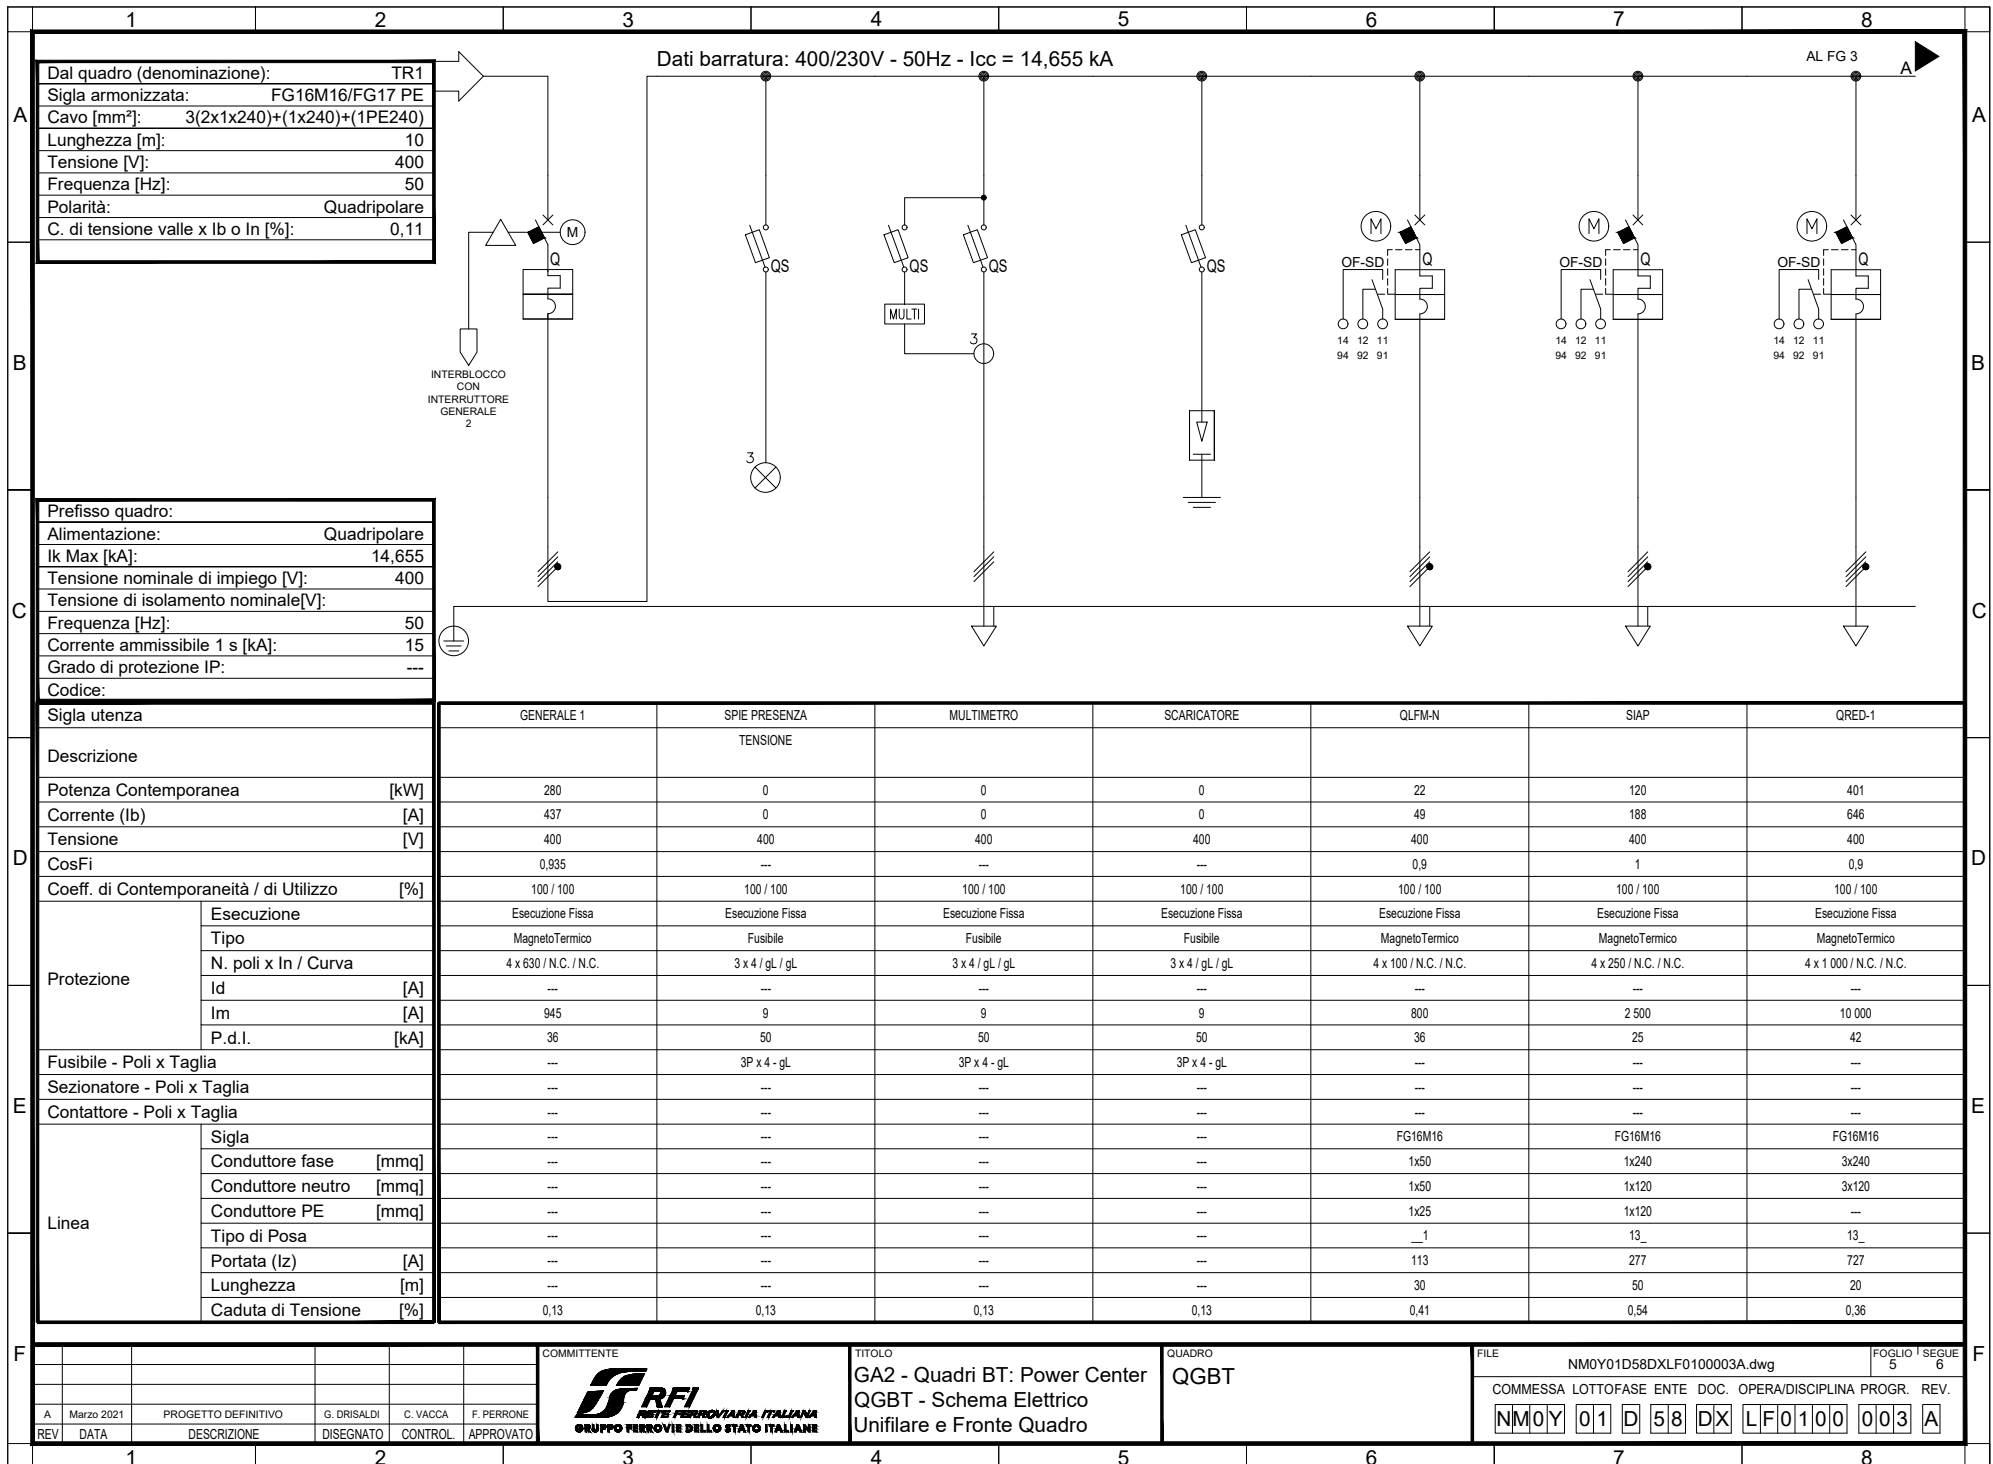 1 2 3 4 5 6 7 8
Dati barratura: 400/230V - 50Hz - Icc = 14,655 kA
AL FG 3
A
A
A
Dal quadro (denominazione): TR1
Sigla armonizzata: FG16M16/FG17 PE
Cavo [mm²]: 3(2x1x240)+(1x240)+(1PE240)
Lunghezza [m]: 10
Tensione [V]: 400
Frequenza [Hz]: 50
Polarità: Quadripolare
C. di tensione valle x Ib o In [%]: 0,11
M M M M
Q QS QS QS QS OF-SD Q OF-SD Q OF-SD Q
MULTI
3
14 12 11 14 12 11 14 12 11
94 92 91 94 92 91 94 92 91
B
B
INTERBLOCCO
CON
INTERRUTTORE
GENERALE
2
3
Prefisso quadro:
Alimentazione: Quadripolare
Ik Max [kA]: 14,655
Tensione nominale di impiego [V]: 400
Tensione di isolamento nominale[V]:
Frequenza [Hz]: 50
Corrente ammissibile 1 s [kA]: 15
Grado di protezione IP: ---
Codice:
C
C
Sigla utenza GENERALE 1 SPIE PRESENZA MULTIMETRO SCARICATORE QLFM-N SIAP QRED-1
Descrizione TENSIONE
Potenza Contemporanea [kW] 280 0 0 0 22 120 401
Corrente (Ib) [A] 437 0 0 0 49 188 646
Tensione [V] 400 400 400 400 400 400 400
D
D
CosFi 0,935 --- --- --- 0,9 1 0,9
Coeff. di Contemporaneità / di Utilizzo [%] 100 / 100 100 / 100 100 / 100 100 / 100 100 / 100 100 / 100 100 / 100
Protezione
Esecuzione Esecuzione Fissa Esecuzione Fissa Esecuzione Fissa Esecuzione Fissa Esecuzione Fissa Esecuzione Fissa Esecuzione Fissa
Tipo MagnetoTermico Fusibile Fusibile Fusibile MagnetoTermico MagnetoTermico MagnetoTermico
N. poli x In / Curva 4 x 630 / N.C. / N.C. 3 x 4 / gL / gL 3 x 4 / gL / gL 3 x 4 / gL / gL 4 x 100 / N.C. / N.C. 4 x 250 / N.C. / N.C. 4 x 1 000 / N.C. / N.C.
Id [A] --- --- --- --- --- --- ---
Im [A] 945 9 9 9 800 2 500 10 000
P.d.I. [kA] 36 50 50 50 36 25 42
Fusibile - Poli x Taglia --- 3P x 4 - gL 3P x 4 - gL 3P x 4 - gL --- --- ---
Sezionatore - Poli x Taglia --- --- --- --- --- --- ---
Contattore - Poli x Taglia --- --- --- --- --- --- ---
E
E
Linea
Sigla --- --- --- --- FG16M16 FG16M16 FG16M16
Conduttore fase [mmq] --- --- --- --- 1x50 1x240 3x240
Conduttore neutro [mmq] --- --- --- --- 1x50 1x120 3x120
Conduttore PE [mmq] --- --- --- --- 1x25 1x120 ---
Tipo di Posa --- --- --- --- __1 13_ 13_
Portata (Iz) [A] --- --- --- --- 113 277 727
Lunghezza [m] --- --- --- --- 30 50 20
Caduta di Tensione [%] 0,13 0,13 0,13 0,13 0,41 0,54 0,36
F
F
A Marzo 2021 PROGETTO DEFINITIVO G. DRISALDI C. VACCA F. PERRONE
REV DATA DESCRIZIONE DISEGNATO CONTROL. APPROVATO
COMMITTENTE
RFI
RETE FERROVIARIA ITALIANA
GRUPPO FERROVIE DELLO STATO ITALIANE
TITOLO
GA2 - Quadri BT: Power Center
QGBT - Schema Elettrico
Unifilare e Fronte Quadro
QUADRO
QGBT
FILE
NM0Y01D58DXLF0100003A.dwg
FOGLIO SEGUE
5 6
COMMESSA LOTTO FASE ENTE DOC. OPERA/DISCIPLINA PROGR. REV.
NM0Y 01 D 58 DX LF0100 003 A
1 2 3 4 5 6 7 8